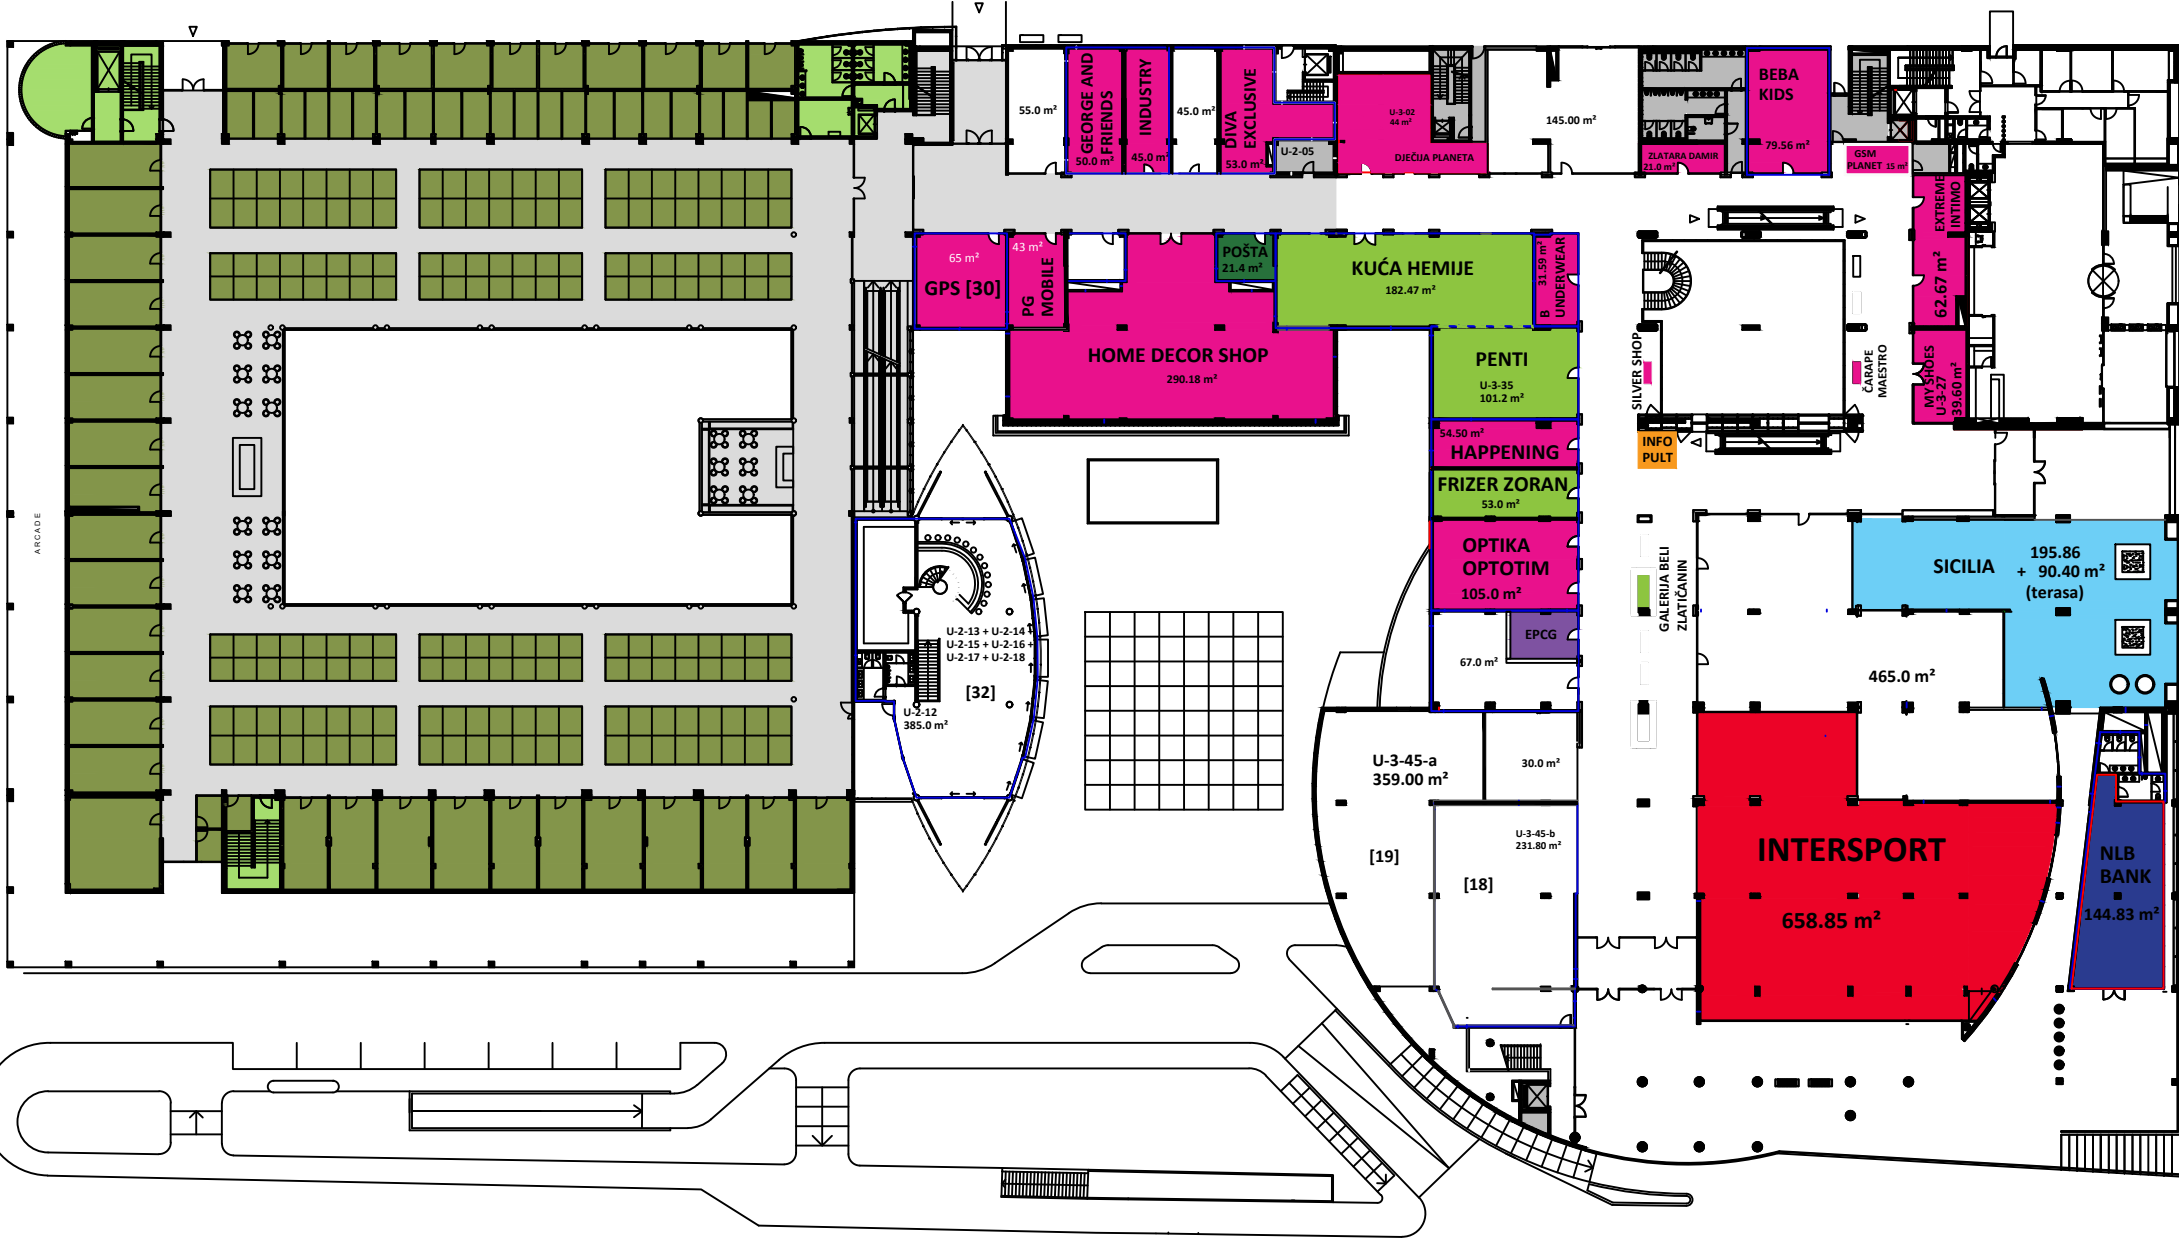 ARCADE
55.0 m²
GEORGE AND
FRIENDS
50.0 m²
INDUSTRY
45.0 m²
45.0 m²
DIVA
EXCLUSIVE
53.0 m²
U-2-05
U-3-02
44 m²
DJEČIJA PLANETA
145.00 m²
ZLATARA DAMIR
21.0 m²
BEBA
KIDS
79.56 m²
GSM
PLANET 15 m²
EXTREME
INTIMO
62.67 m²
MY SHOES
U-3-27
39.60 m²
65 m²
GPS [30]
43 m²
PG
MOBILE
HOME DECOR SHOP
290.18 m²
POŠTA
21.4 m²
KUĆA HEMIJE
182.47 m²
B
UNDERWEAR
31.59 m²
PENTI
U-3-35
101.2 m²
54.50 m²
HAPPENING
FRIZER ZORAN
53.0 m²
OPTIKA
OPTOTIM
105.0 m²
EPCG
67.0 m²
SILVER SHOP
ČARAPE
MAESTRO
INFO
PULT
GALERIJA BELI
ZLATIČANIN
SICILIA
195.86
+ 90.40 m²
(terasa)
465.0 m²
U-2-13 + U-2-14 +
U-2-15 + U-2-16 +
U-2-17 + U-2-18
[32]
U-2-12
385.0 m²
U-3-45-a
359.00 m²
30.0 m²
U-3-45-b
231.80 m²
[19]
[18]
INTERSPORT
658.85 m²
NLB
BANK
144.83 m²